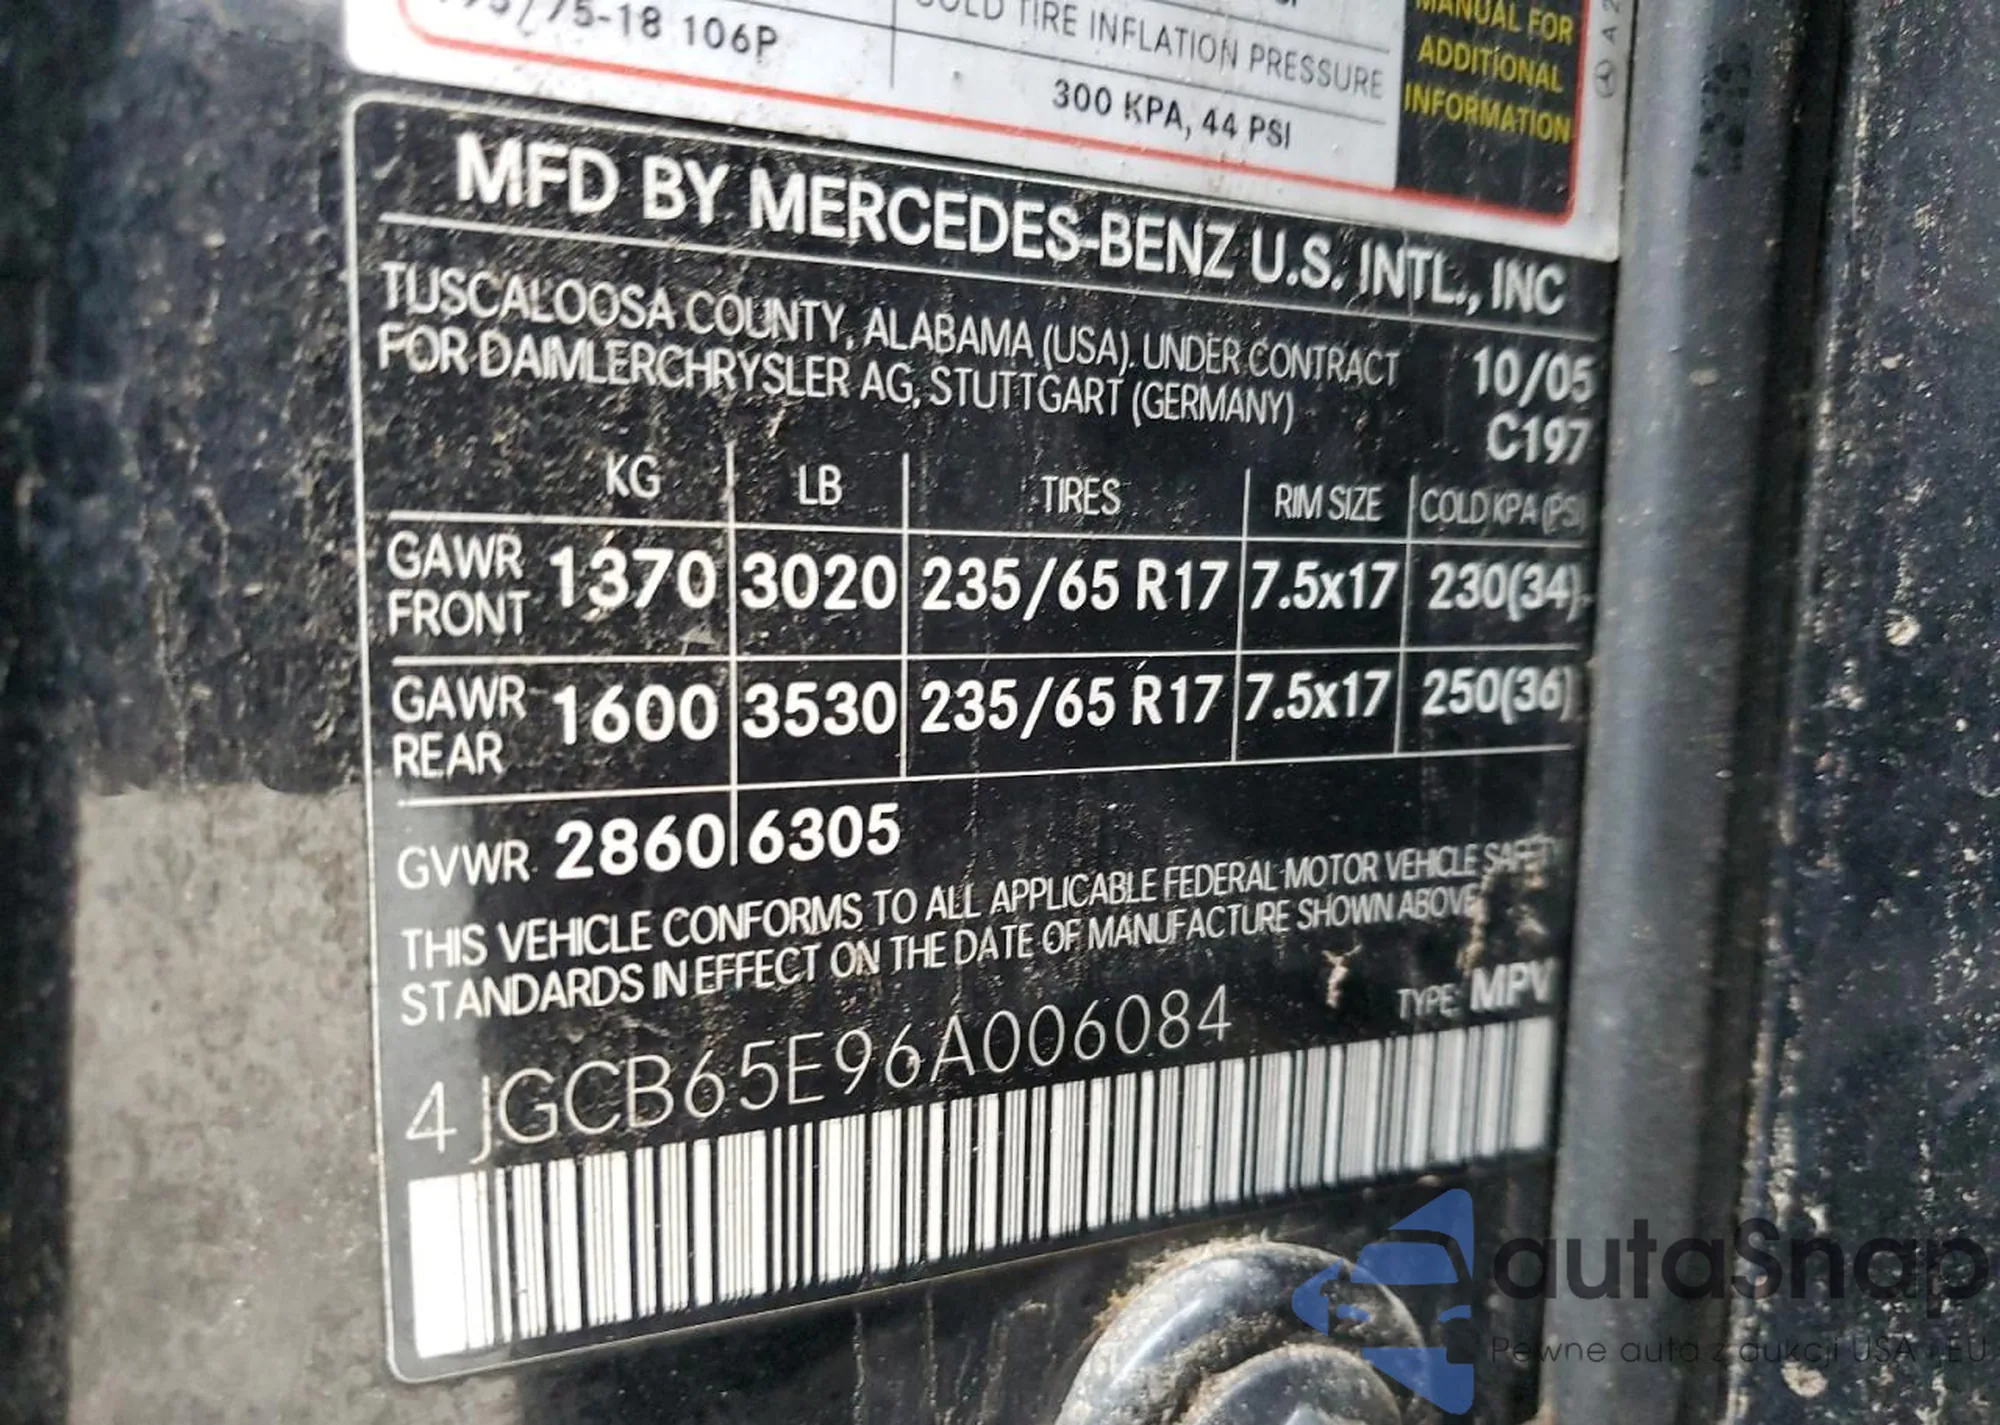 75-18 106P
COLD TIRE INFLATION PRESSURE
300 KPA, 44 PSI
MANUAL FOR
ADDITIONAL
INFORMATION
MFD BY MERCEDES-BENZ U.S. INTL., INC
TUSCALOOSA COUNTY, ALABAMA (USA). UNDER CONTRACT
FOR DAIMLERCHRYSLER AG, STUTTGART (GERMANY)
10/05
C197
KG LB TIRES RIM SIZE COLD KPA (PSI)
GAWR FRONT 1370 3020 235/65 R17 7.5x17 230(34)
GAWR REAR 1600 3530 235/65 R17 7.5x17 250(36)
GVWR 2860 6305
THIS VEHICLE CONFORMS TO ALL APPLICABLE FEDERAL MOTOR VEHICLE SAFETY
STANDARDS IN EFFECT ON THE DATE OF MANUFACTURE SHOWN ABOVE
4JGCB65E96A006084
TYPE: MPV
autaSnap
Pewne auta z aukcji USA i EU